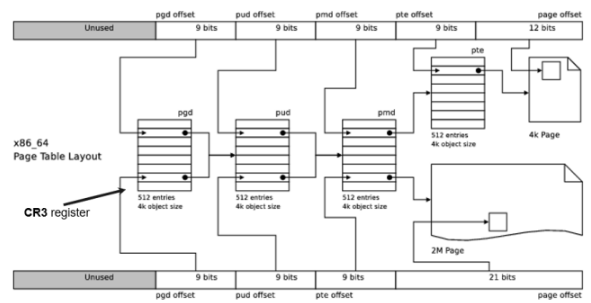 pgd offset pud offset pmd offset pte offset page offset
Unused 9 bits 9 bits 9 bits 9 bits 12 bits
pte
pgd pud pmd
512 entries
4k object size
4k Page
x86_64
Page Table Layout
CR3 register
512 entries
4k object size
512 entries
4k object size
512 entries
4k object size
2M Page
Unused 9 bits 9 bits 9 bits 21 bits
pgd offset pud offset pte offset page offset